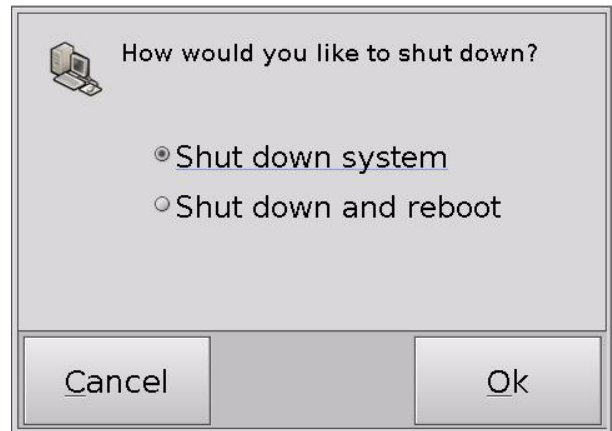 How would you like to shut down?
Shut down system
Shut down and reboot
Cancel
Ok